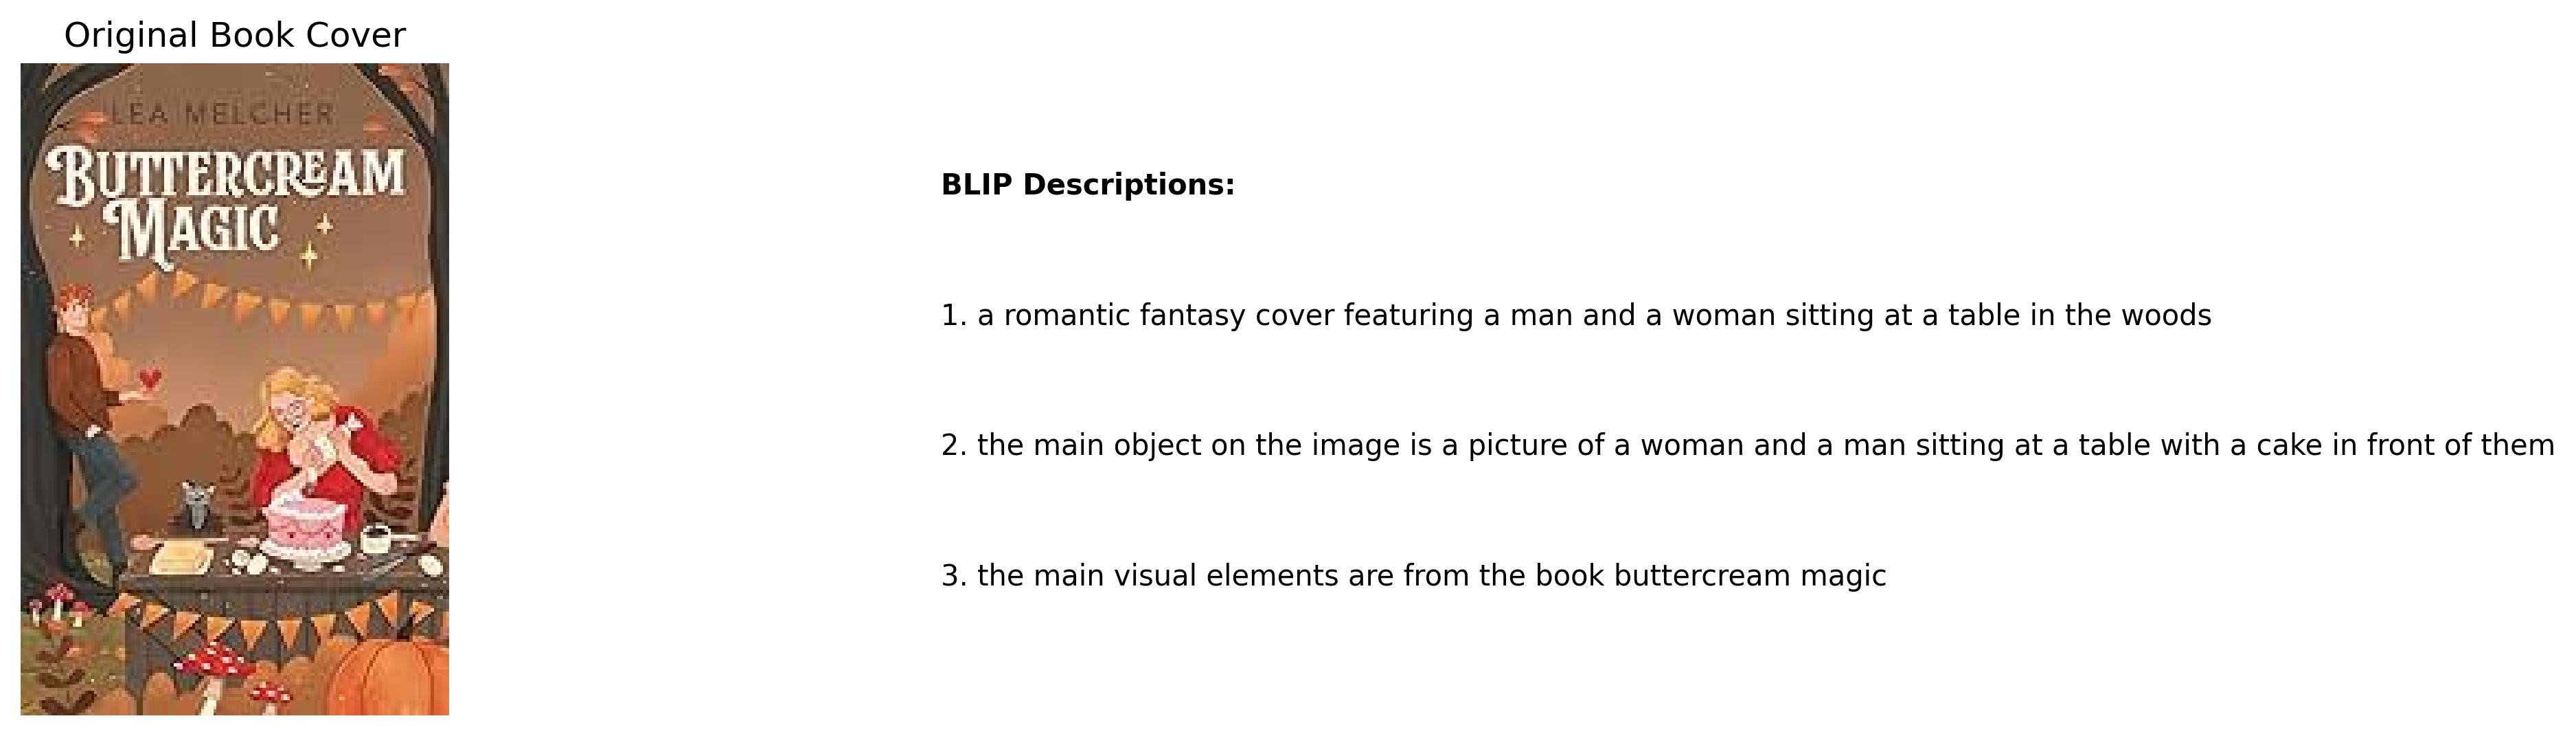 Original Book Cover
LEA MELCHER
BUTTERCREAM
MAGIC
BLIP Descriptions:
1. a romantic fantasy cover featuring a man and a woman sitting at a table in the woods
2. the main object on the image is a picture of a woman and a man sitting at a table with a cake in front of them
3. the main visual elements are from the book buttercream magic